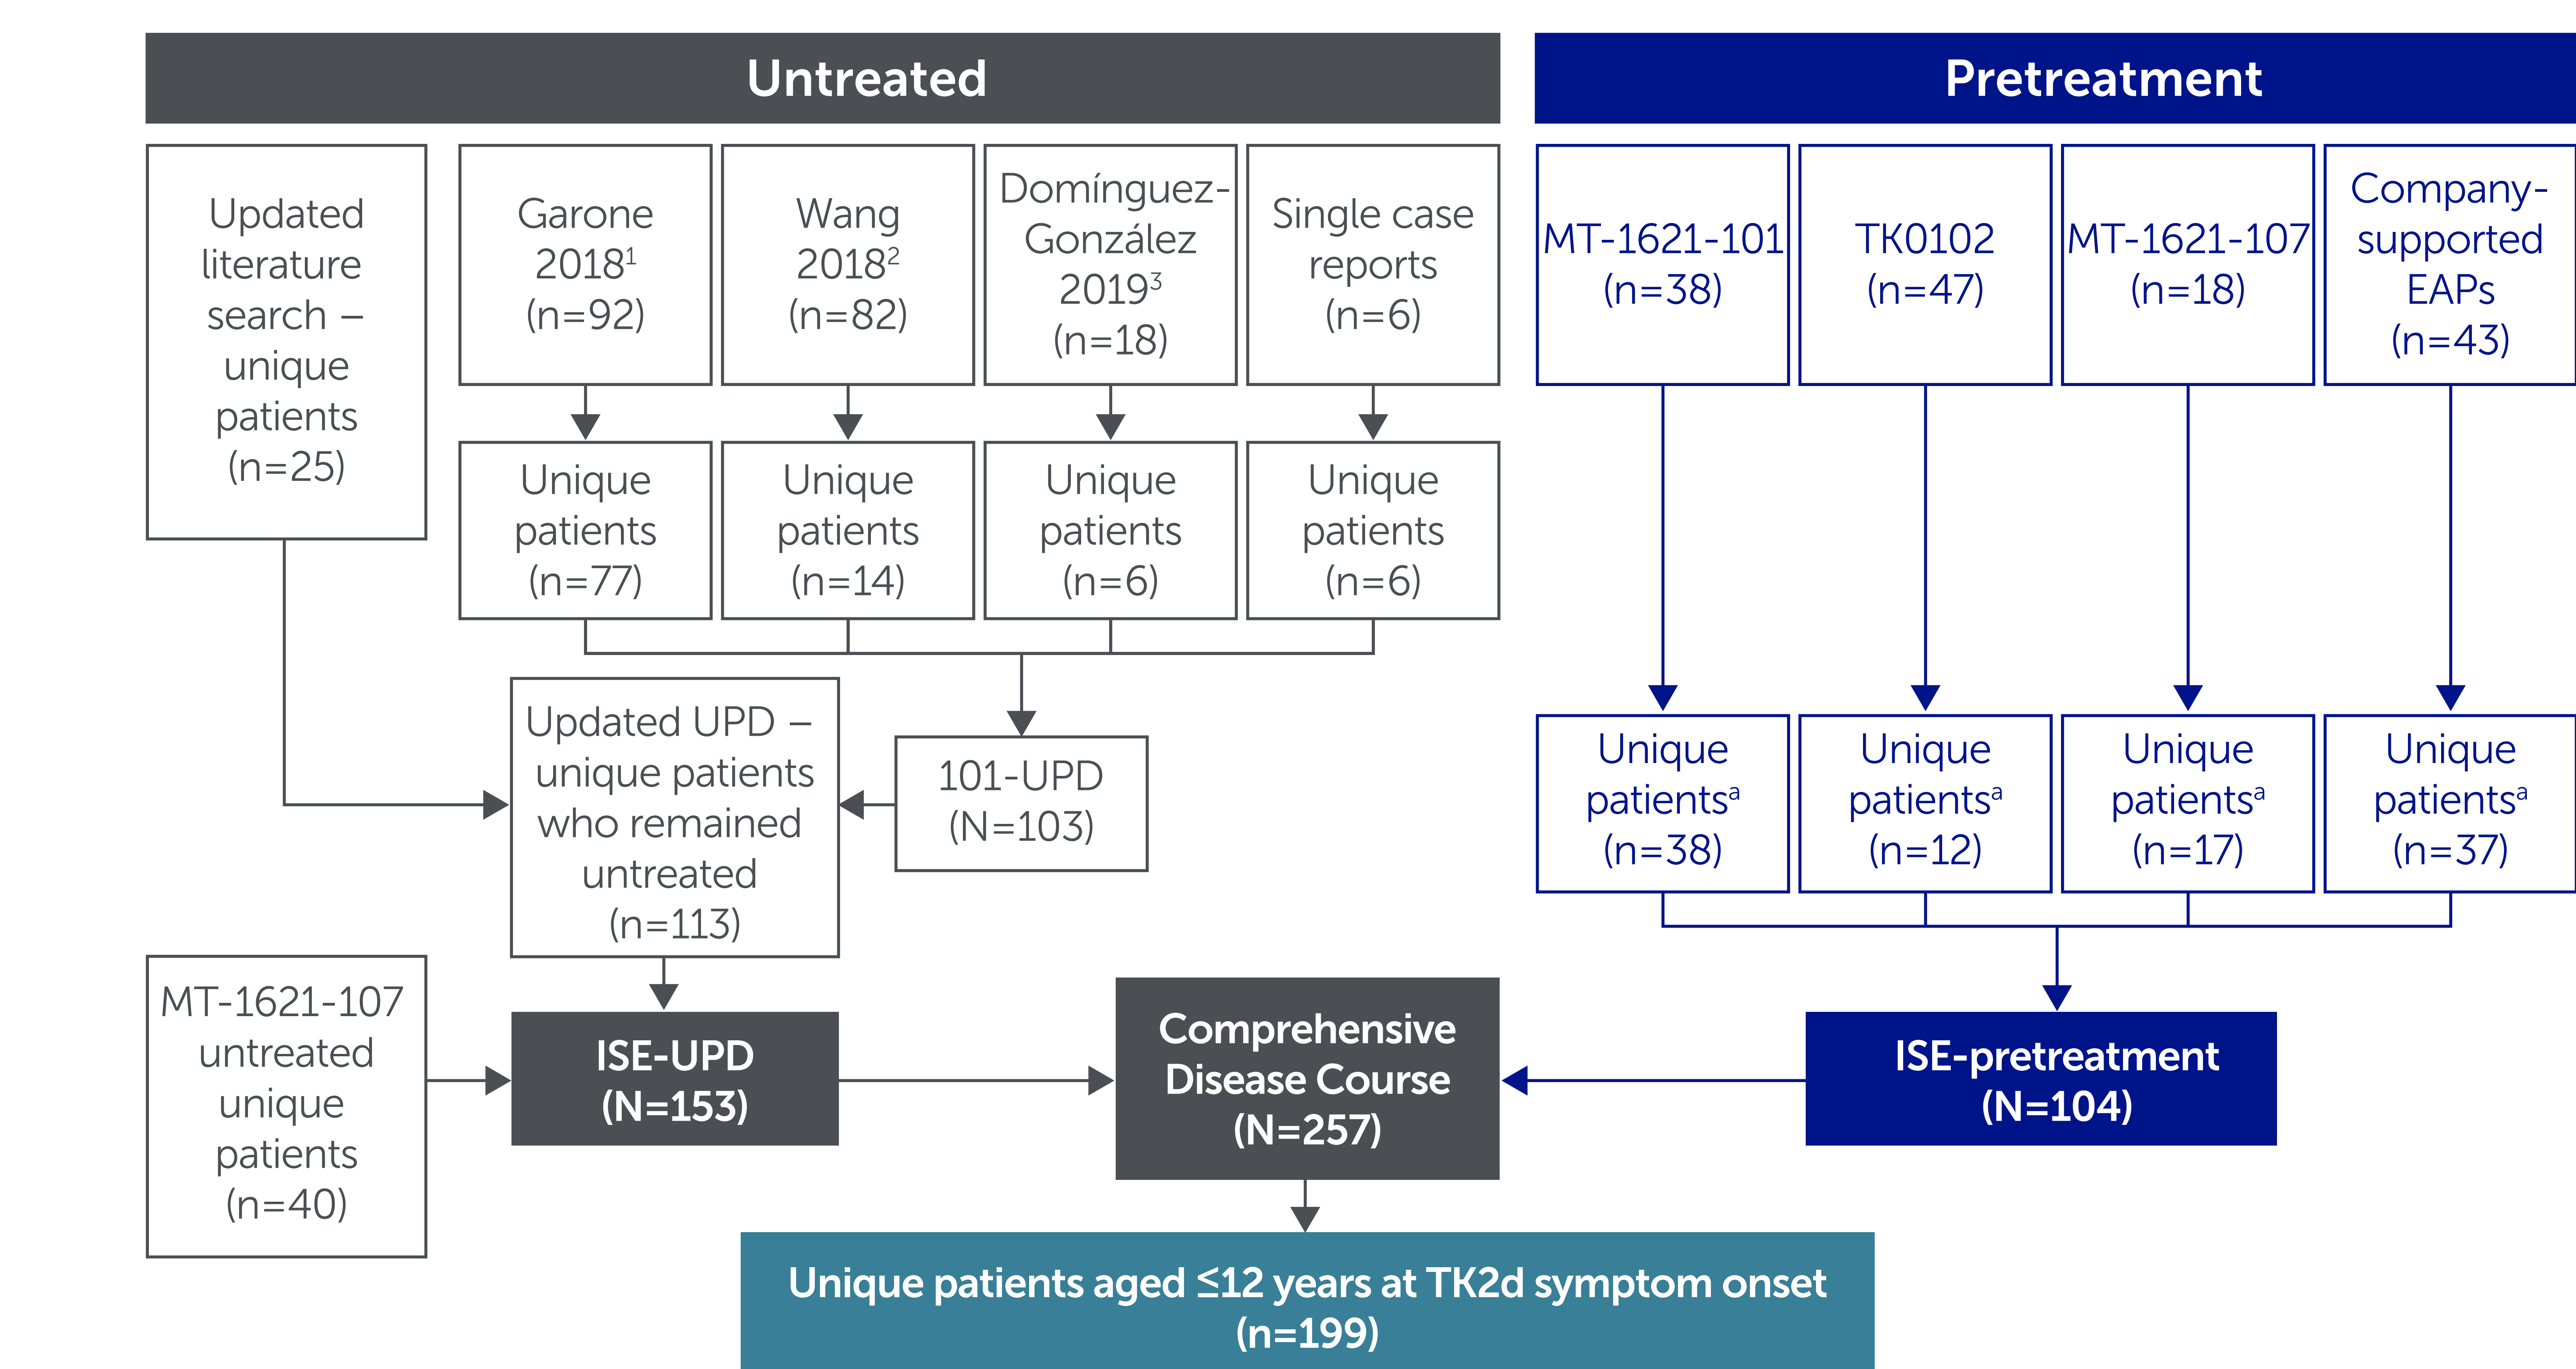 Untreated
Pretreatment
Updated
literature
search –
unique
patients
(n=25)
Garone
2018¹
(n=92)
Wang
2018²
(n=82)
Domínguez-
González
2019³
(n=18)
Single case
reports
(n=6)
MT-1621-101
(n=38)
TK0102
(n=47)
MT-1621-107
(n=18)
Company-
supported
EAPs
(n=43)
Unique
patients
(n=77)
Unique
patients
(n=14)
Unique
patients
(n=6)
Unique
patients
(n=6)
Updated UPD –
unique patients
who remained
untreated
(n=113)
101-UPD
(N=103)
Unique
patientsᵃ
(n=38)
Unique
patientsᵃ
(n=12)
Unique
patientsᵃ
(n=17)
Unique
patientsᵃ
(n=37)
MT-1621-107
untreated
unique
patients
(n=40)
ISE-UPD
(N=153)
Comprehensive
Disease Course
(N=257)
ISE-pretreatment
(N=104)
Unique patients aged ≤12 years at TK2d symptom onset
(n=199)